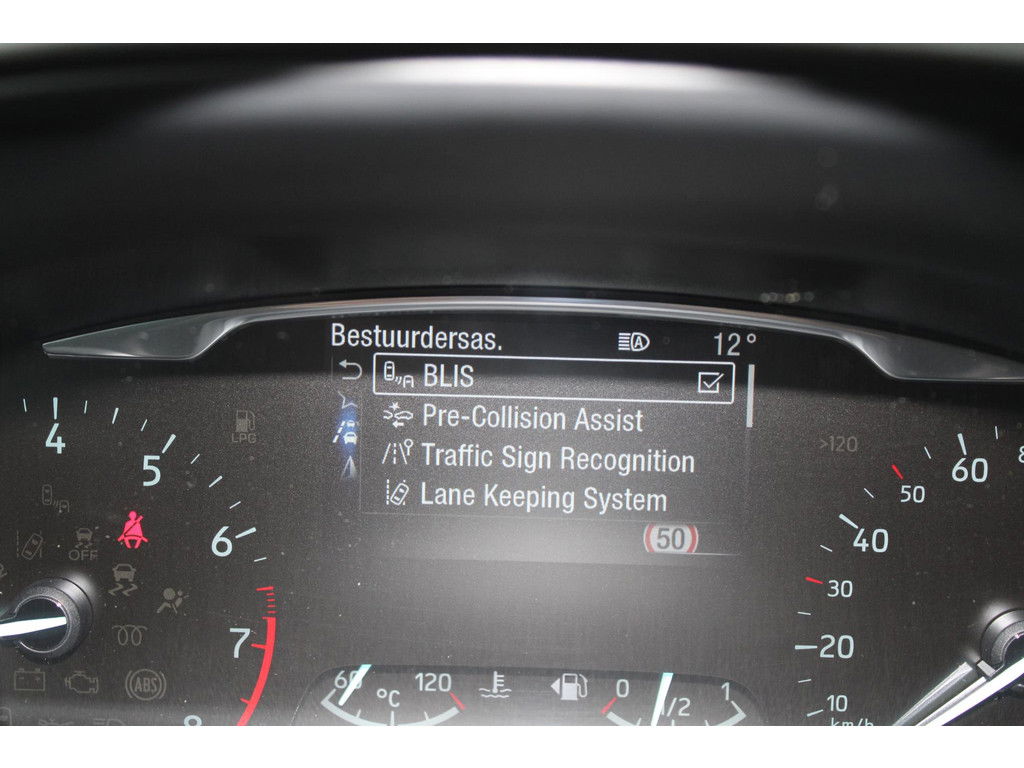 Bestuurdersas. A 12°
BLIS
Pre-Collision Assist
Traffic Sign Recognition
Lane Keeping System
50
4
5
6
7
8
LPG
OFF
ABS
>120
60
50
40
30
20
10
km/h
60 °C 120
0 1/2 1